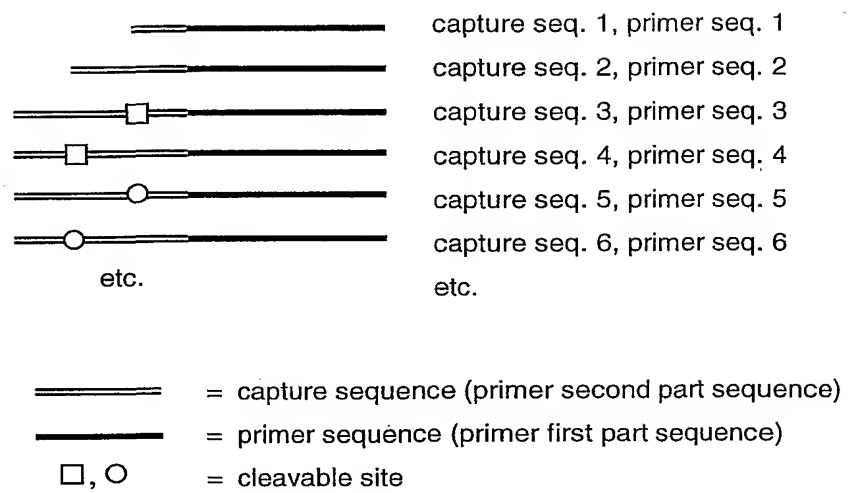 capture seq. 1, primer seq. 1
capture seq. 2, primer seq. 2
capture seq. 3, primer seq. 3
capture seq. 4, primer seq. 4
capture seq. 5, primer seq. 5
capture seq. 6, primer seq. 6
etc. etc.
= capture sequence (primer second part sequence)
= primer sequence (primer first part sequence)
, = cleavable site